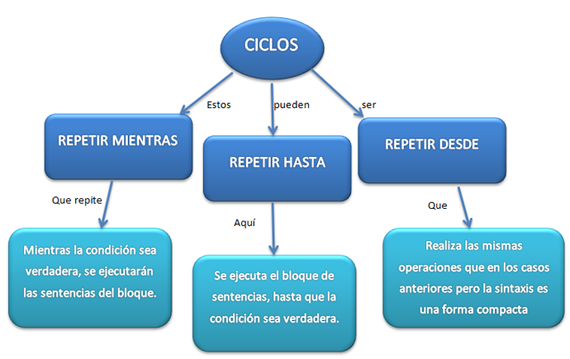 CICLOS
Estos pueden ser
REPETIR MIENTRAS
REPETIR HASTA
REPETIR DESDE
Que repite
Aquí
Que
Mientras la condición sea
verdadera, se ejecutarán
las sentencias del bloque.
Se ejecuta el bloque de
sentencias, hasta que la
condición sea verdadera.
Realiza las mismas
operaciones que en los casos
anteriores pero la sintaxis es
una forma compacta